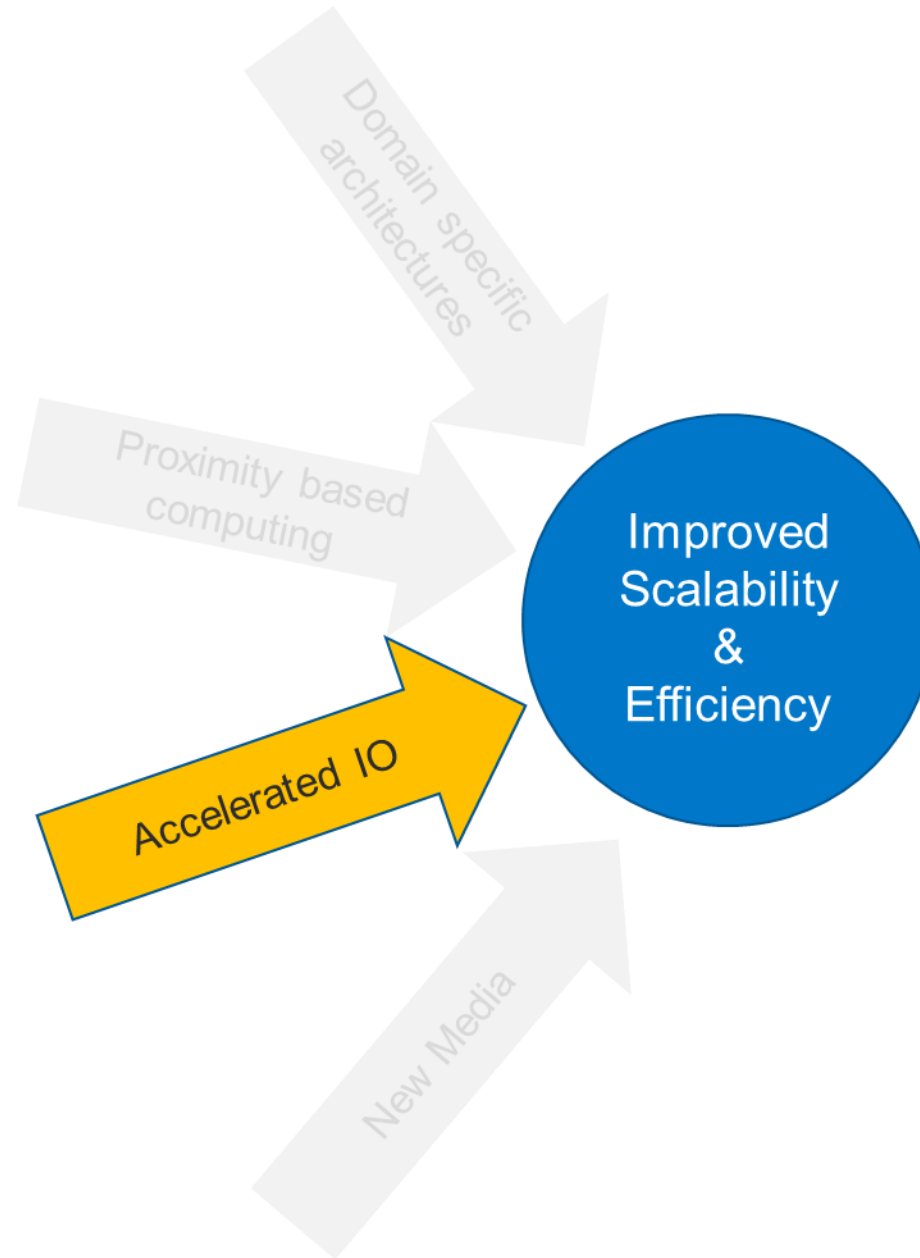 Domain specific
architectures
Proximity based
computing
Improved
Scalability
&
Efficiency
Accelerated IO
New Media